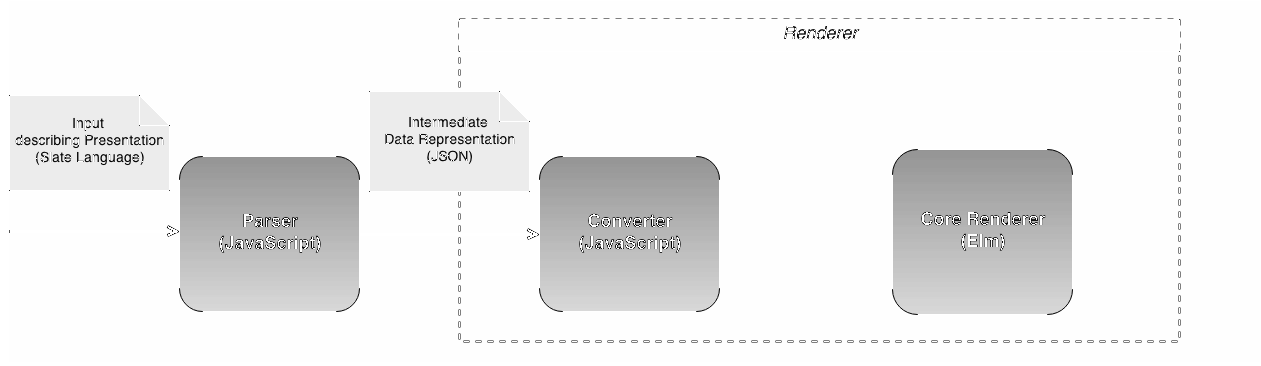 Renderer
Input
describing Presentation
(Slate Language)
Intermediate
Data Representation
(JSON)
Parser
(JavaScript)
Converter
(JavaScript)
Core Renderer
(Elm)